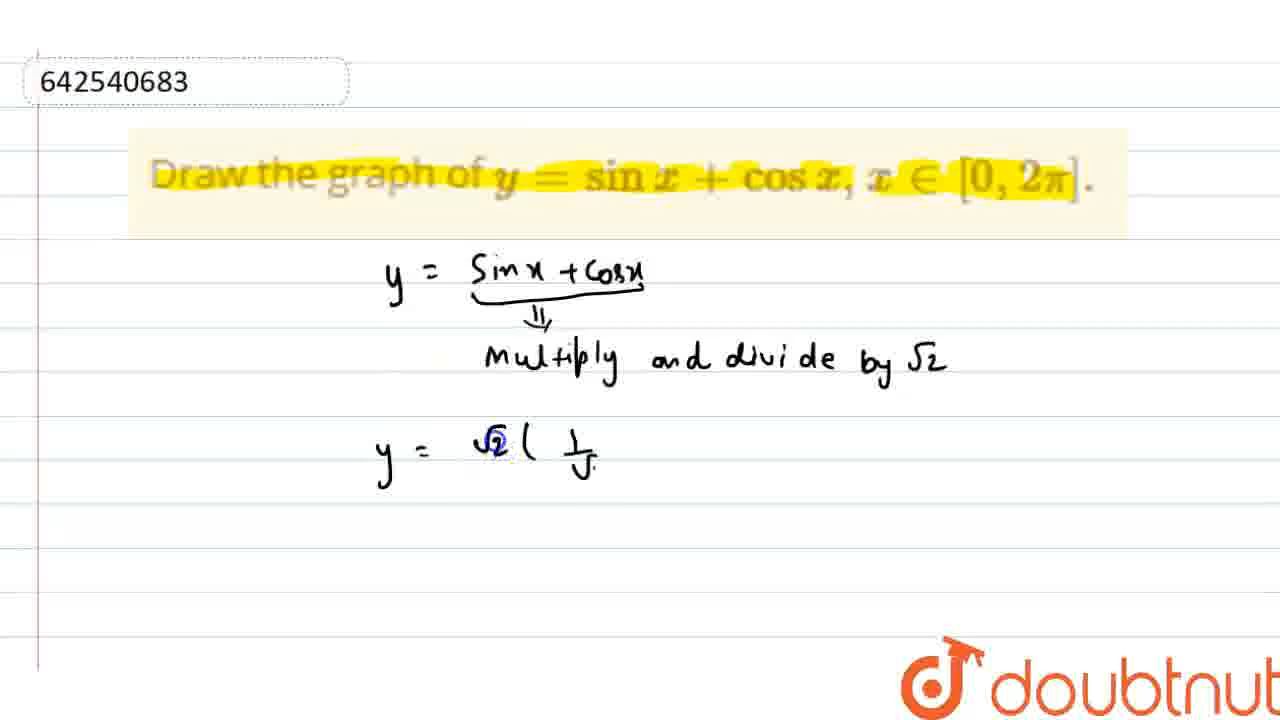 642540683
Draw the graph of y = sin x + cos x, x ∈ [0, 2π].
y = Sinx + Cosx
⇓
Multiply and divide by √2
y = √2 ( 1/√
doubtnut